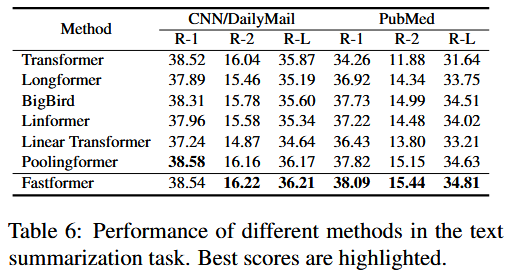 Method CNN/DailyMail PubMed
R-1 R-2 R-L R-1 R-2 R-L
Transformer 38.52 16.04 35.87 34.26 11.88 31.64
Longformer 37.89 15.46 35.19 36.92 14.34 33.75
BigBird 38.31 15.78 35.60 37.73 14.99 34.51
Linformer 37.96 15.58 35.34 37.22 14.48 34.02
Linear Transformer 37.24 14.87 34.64 36.43 13.80 33.21
Poolingformer 38.58 16.16 36.17 37.82 15.15 34.63
Fastformer 38.54 16.22 36.21 38.09 15.44 34.81
Table 6: Performance of different methods in the text
summarization task. Best scores are highlighted.